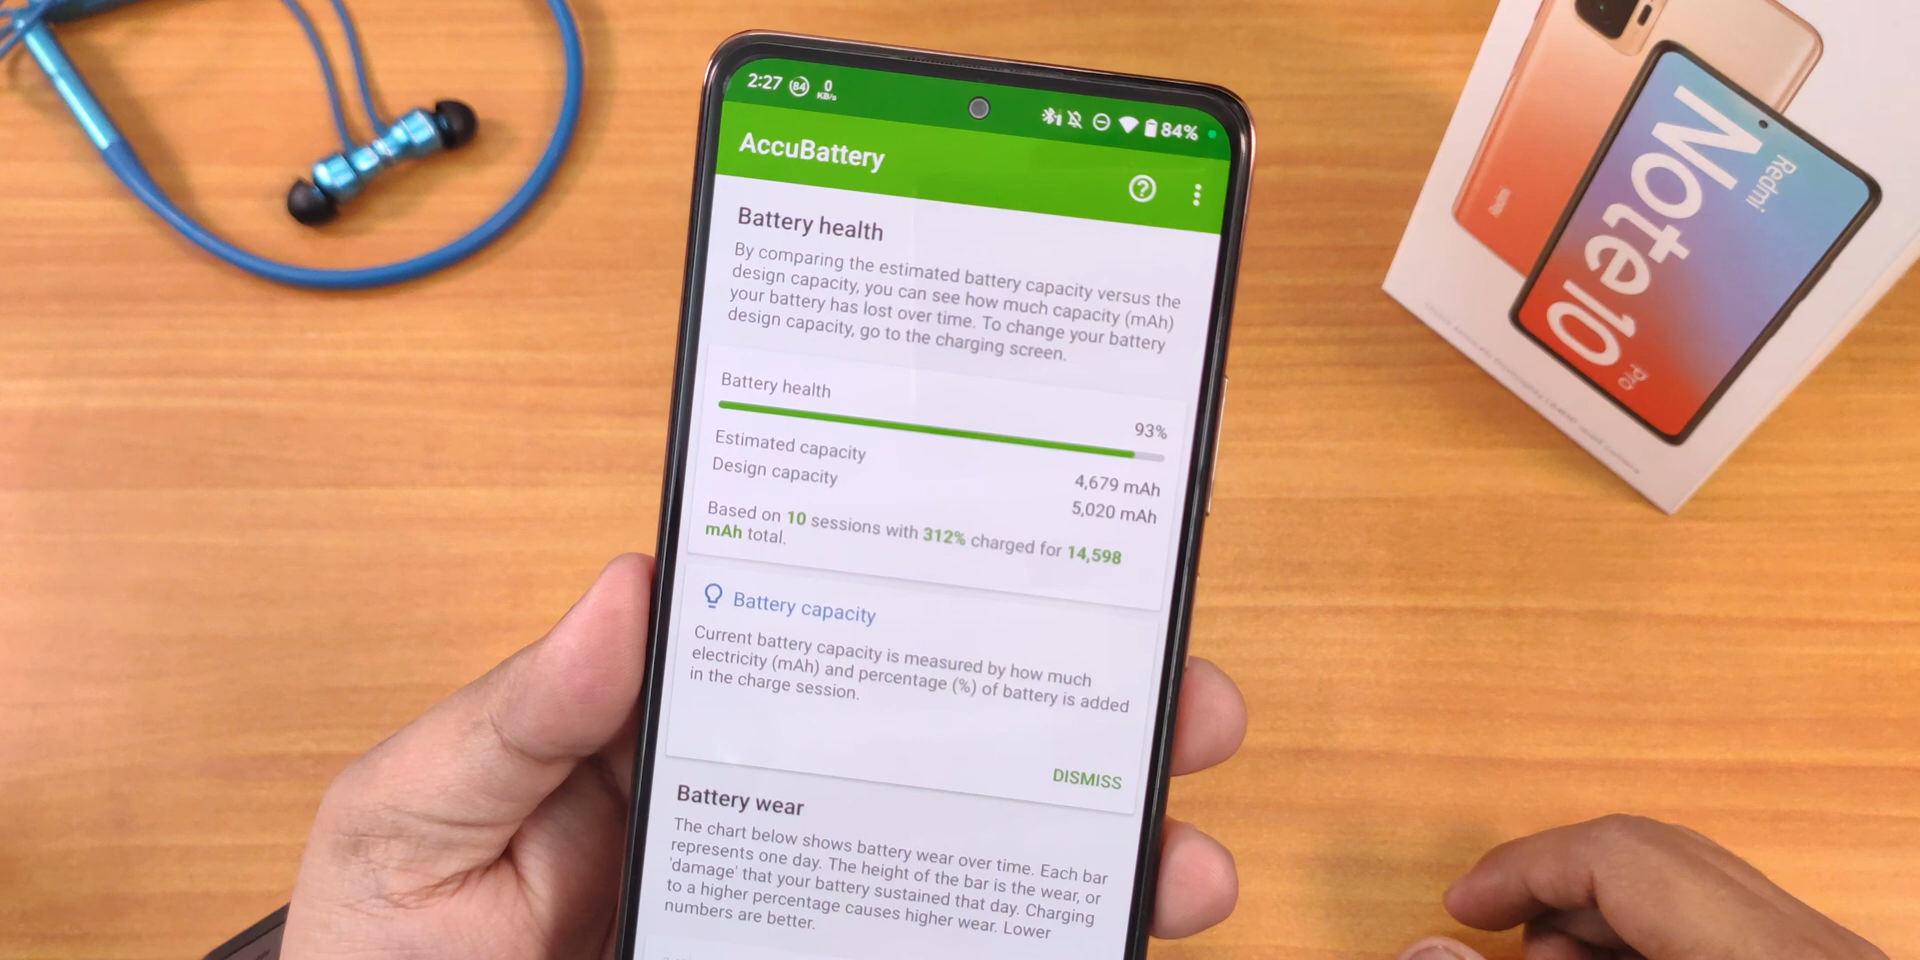 2:27 84 0 KB/s 84%
AccuBattery
Battery health
By comparing the estimated battery capacity versus the
design capacity, you can see how much capacity (mAh)
your battery has lost over time. To change your battery
design capacity, go to the charging screen.
Battery health 93%
Estimated capacity 4,679 mAh
Design capacity 5,020 mAh
Based on 10 sessions with 312% charged for 14,598
mAh total.
Battery capacity
Current battery capacity is measured by how much
electricity (mAh) and percentage (%) of battery is added
in the charge session.
DISMISS
Battery wear
The chart below shows battery wear over time. Each bar
represents one day. The height of the bar is the wear, or
'damage' that your battery sustained that day. Charging
to a higher percentage causes higher wear. Lower
numbers are better.
Redmi
Note 10
Pro